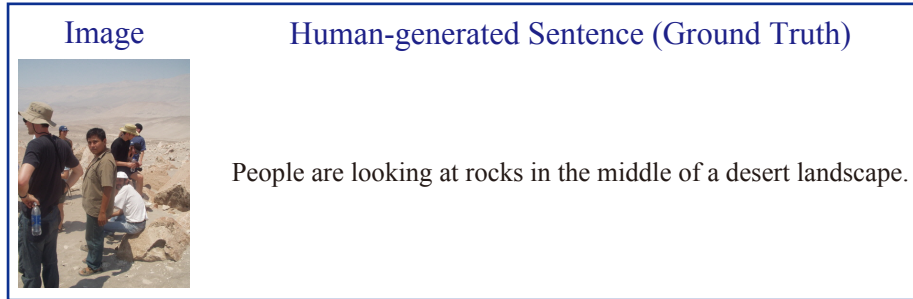 Image
Human-generated Sentence (Ground Truth)
People are looking at rocks in the middle of a desert landscape.